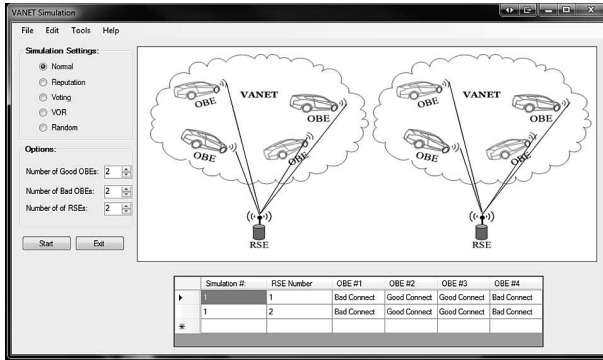 VANET Simulation
File Edit Tools Help
Simulation Settings:
Normal
Reputation
Voting
VOR
Random
Options:
Number of Good OBEs: 2
Number of Bad OBEs: 2
Number of of RSEs: 2
Start Exit
VANET
OBE
OBE
OBE
OBE
RSE
VANET
OBE
OBE
OBE
OBE
RSE
Simulation #: RSE Number OBE #1 OBE #2 OBE #3 OBE #4
1 1 Bad Connect Good Connect Good Connect Bad Connect
1 2 Bad Connect Good Connect Good Connect Bad Connect